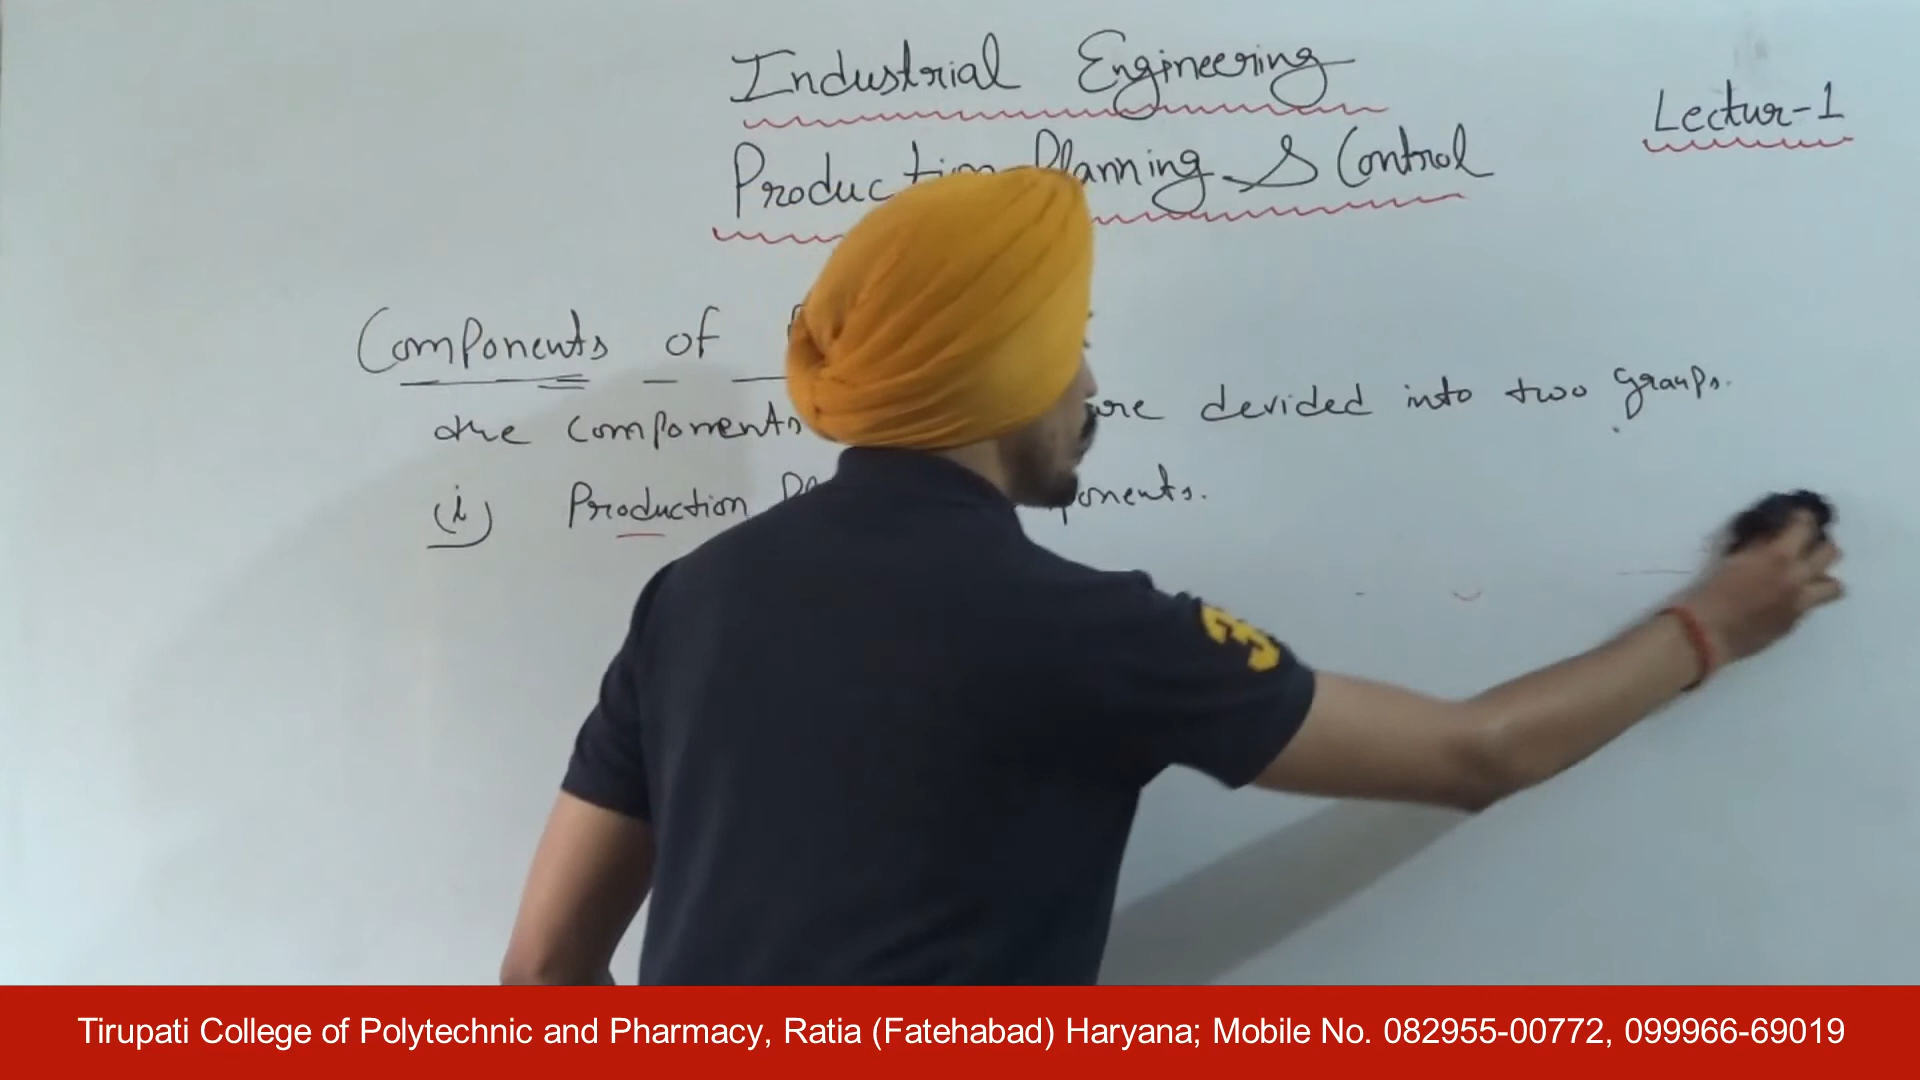 Industrial Engineering
Lectur-1
Production Planning & Control
Components of
the components are devided into two groups.
(i) Production ponents.
3
Tirupati College of Polytechnic and Pharmacy, Ratia (Fatehabad) Haryana; Mobile No. 082955-00772, 099966-69019